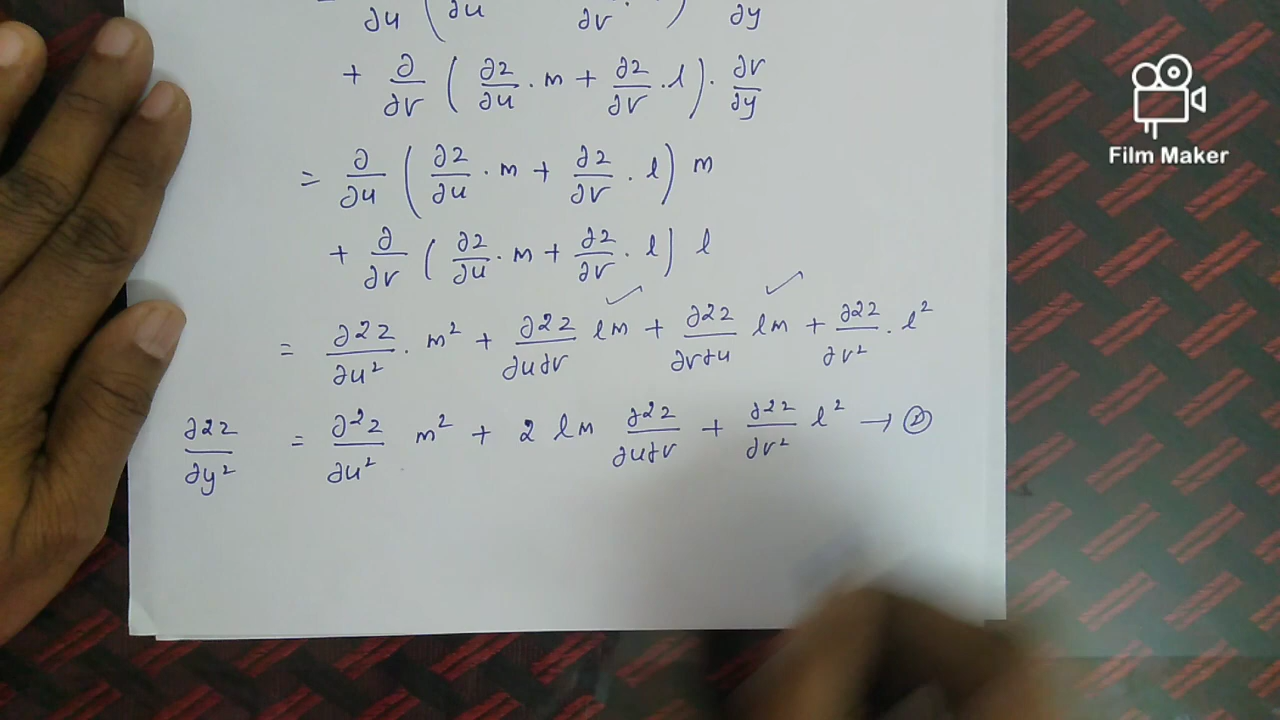 ∂/∂u ( ∂u ∂v · ) ∂y
+ ∂/∂v ( ∂z/∂u · m + ∂z/∂v · l ) · ∂v/∂y
= ∂/∂u ( ∂z/∂u · m + ∂z/∂v · l ) m
+ ∂/∂v ( ∂z/∂u · m + ∂z/∂v · l ) l
= ∂2z/∂u² · m² + ∂2z/∂u∂v lm + ∂2z/∂v∂u lm + ∂2z/∂v² · l²
∂2z/∂y² = ∂²z/∂u² m² + 2 lm ∂2z/∂u∂v + ∂2z/∂v² l² → ②
Film Maker